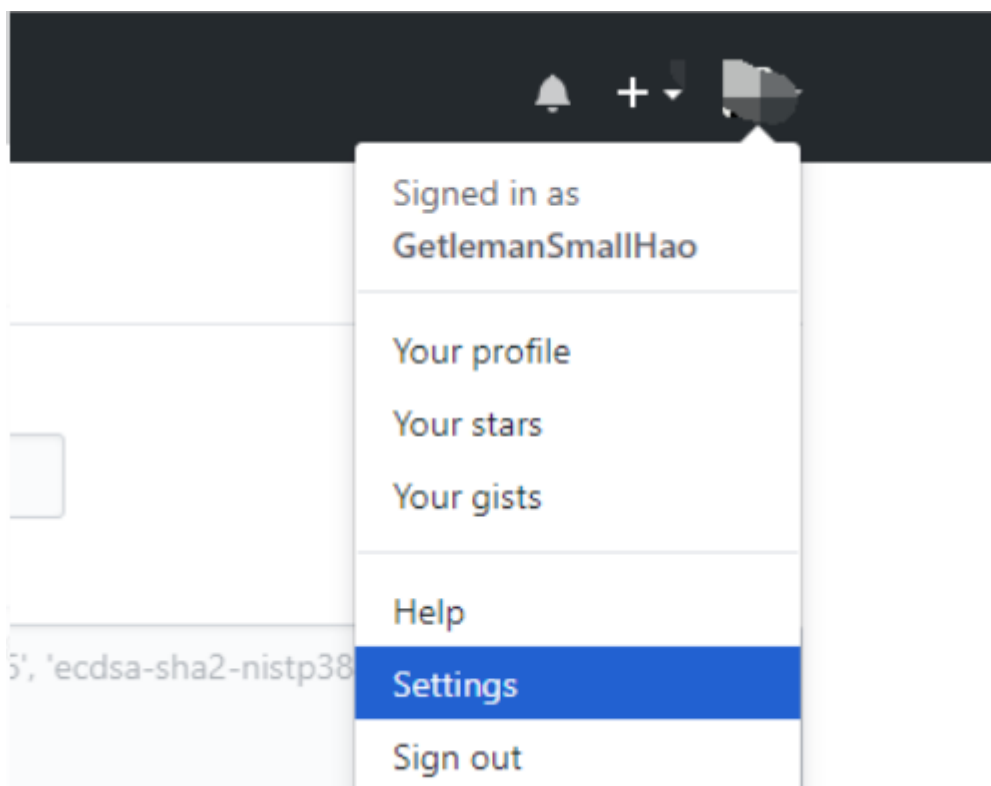 Signed in as
GetlemanSmallHao
Your profile
Your stars
Your gists
Help
', 'ecdsa-sha2-nistp38
Settings
Sign out